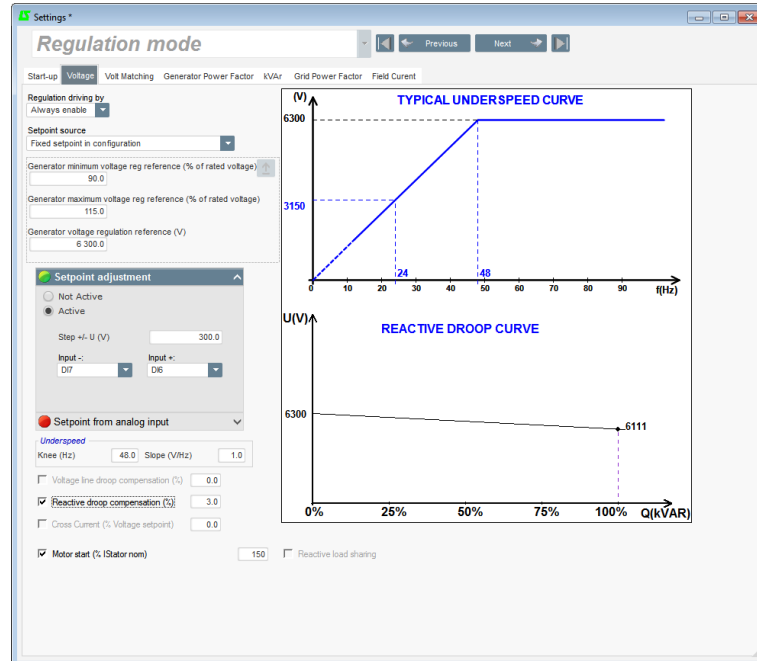 Settings *
Regulation mode
Previous
Next
Start-up Voltage Volt Matching Generator Power Factor kVAr Grid Power Factor Field Curent
Regulation driving by
Always enable
Setpoint source
Fixed setpoint in configuration
Generator minimum voltage reg reference (% of rated voltage)
90.0
Generator maximum voltage reg reference (% of rated voltage)
115.0
Generator voltage regulation reference (V)
6 300.0
Setpoint adjustment
Not Active
Active
Step +/- U (V) 300.0
Input -: Input +:
DI7 DI6
Setpoint from analog input
Underspeed
Knee (Hz) 48.0 Slope (V/Hz) 1.0
Voltage line droop compensation (%) 0.0
Reactive droop compensation (%) 3.0
Cross Current (% Voltage setpoint) 0.0
Motor start (% IStator nom) 150 Reactive load sharing
(V) TYPICAL UNDERSPEED CURVE
6300
3150
24 48
0 10 20 30 40 50 60 70 80 90 f(Hz)
U(V) REACTIVE DROOP CURVE
6300
6111
0% 25% 50% 75% 100% Q(kVAR)